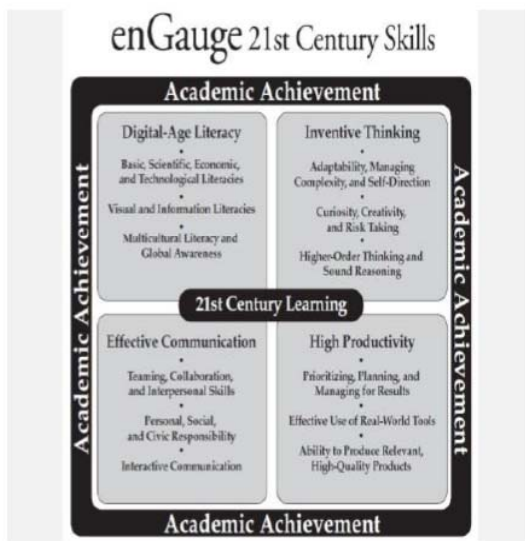 enGauge 21st Century Skills
Academic Achievement
Academic Achievement
Digital-Age Literacy
•
Basic, Scientific, Economic,
and Technological Literacies
•
Visual and Information Literacies
•
Multicultural Literacy and
Global Awareness
Inventive Thinking
•
Adaptability, Managing
Complexity, and Self-Direction
•
Curiosity, Creativity,
and Risk Taking
•
Higher-Order Thinking and
Sound Reasoning
Academic Achievement
21st Century Learning
Effective Communication
•
Teaming, Collaboration,
and Interpersonal Skills
•
Personal, Social,
and Civic Responsibility
•
Interactive Communication
High Productivity
•
Prioritizing, Planning, and
Managing for Results
•
Effective Use of Real-World Tools
•
Ability to Produce Relevant,
High-Quality Products
Academic Achievement